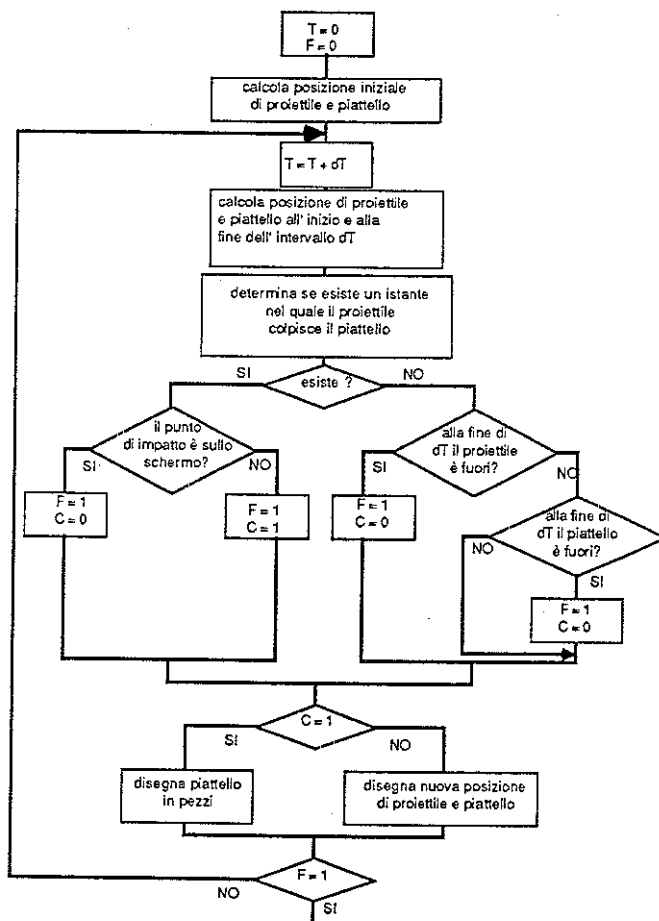 T = 0
F = 0
calcola posizione iniziale
di proiettile e piattello
T = T + dT
calcola posizione di proiettile
e piattello all' inizio e alla
fine dell' intervallo dT
determina se esiste un istante
nel quale il proiettile
colpisce il piattello
SI
esiste ?
NO
il punto
di impatto è sullo
schermo?
SI
NO
alla fine di
dT il proiettile
è fuori?
SI
NO
F = 1
C = 0
F = 1
C = 1
F = 1
C = 0
alla fine di
dT il piattello
è fuori?
NO
SI
F = 1
C = 0
C = 1
SI
NO
disegna piattello
in pezzi
disegna nuova posizione
di proiettile e piattello
F = 1
NO
SI